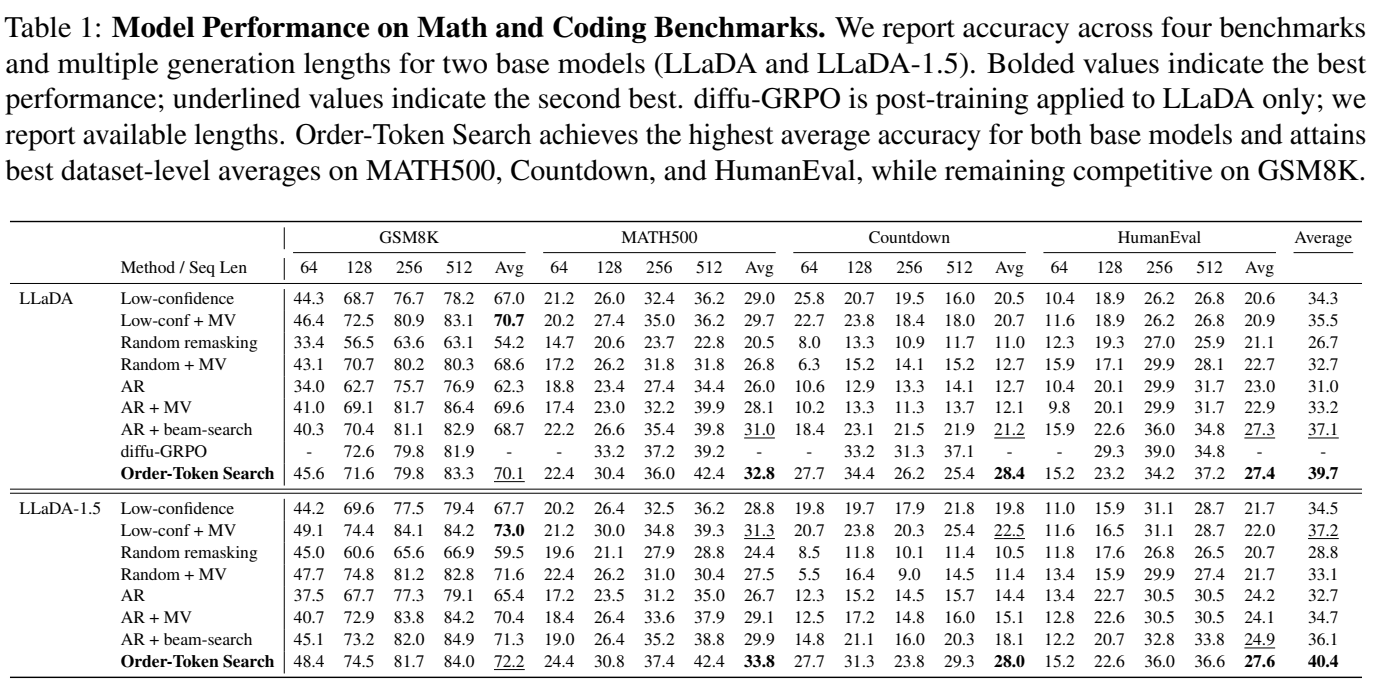 Table 1: Model Performance on Math and Coding Benchmarks. We report accuracy across four benchmarks
and multiple generation lengths for two base models (LLaDA and LLaDA-1.5). Bolded values indicate the best
performance; underlined values indicate the second best. diffu-GRPO is post-training applied to LLaDA only; we
report available lengths. Order-Token Search achieves the highest average accuracy for both base models and attains
best dataset-level averages on MATH500, Countdown, and HumanEval, while remaining competitive on GSM8K.
GSM8K MATH500 Countdown HumanEval Average
Method / Seq Len 64 128 256 512 Avg 64 128 256 512 Avg 64 128 256 512 Avg 64 128 256 512 Avg
LLaDA Low-confidence 44.3 68.7 76.7 78.2 67.0 21.2 26.0 32.4 36.2 29.0 25.8 20.7 19.5 16.0 20.5 10.4 18.9 26.2 26.8 20.6 34.3
Low-conf + MV 46.4 72.5 80.9 83.1 70.7 20.2 27.4 35.0 36.2 29.7 22.7 23.8 18.4 18.0 20.7 11.6 18.9 26.2 26.8 20.9 35.5
Random remasking 33.4 56.5 63.6 63.1 54.2 14.7 20.6 23.7 22.8 20.5 8.0 13.3 10.9 11.7 11.0 12.3 19.3 27.0 25.9 21.1 26.7
Random + MV 43.1 70.7 80.2 80.3 68.6 17.2 26.2 31.8 31.8 26.8 6.3 15.2 14.1 15.2 12.7 15.9 17.1 29.9 28.1 22.7 32.7
AR 34.0 62.7 75.7 76.9 62.3 18.8 23.4 27.4 34.4 26.0 10.6 12.9 13.3 14.1 12.7 10.4 20.1 29.9 31.7 23.0 31.0
AR + MV 41.0 69.1 81.7 86.4 69.6 17.4 23.0 32.2 39.9 28.1 10.2 13.3 11.3 13.7 12.1 9.8 20.1 29.9 31.7 22.9 33.2
AR + beam-search 40.3 70.4 81.1 82.9 68.7 22.2 26.6 35.4 39.8 31.0 18.4 23.1 21.5 21.9 21.2 15.9 22.6 36.0 34.8 27.3 37.1
diffu-GRPO - 72.6 79.8 81.9 - - 33.2 37.2 39.2 - - 33.2 31.3 37.1 - - 29.3 39.0 34.8 - -
Order-Token Search 45.6 71.6 79.8 83.3 70.1 22.4 30.4 36.0 42.4 32.8 27.7 34.4 26.2 25.4 28.4 15.2 23.2 34.2 37.2 27.4 39.7
LLaDA-1.5 Low-confidence 44.2 69.6 77.5 79.4 67.7 20.2 26.4 32.5 36.2 28.8 19.8 19.7 17.9 21.8 19.8 11.0 15.9 31.1 28.7 21.7 34.5
Low-conf + MV 49.1 74.4 84.1 84.2 73.0 21.2 30.0 34.8 39.3 31.3 20.7 23.8 20.3 25.4 22.5 11.6 16.5 31.1 28.7 22.0 37.2
Random remasking 45.0 60.6 65.6 66.9 59.5 19.6 21.1 27.9 28.8 24.4 8.5 11.8 10.1 11.4 10.5 11.8 17.6 26.8 26.5 20.7 28.8
Random + MV 47.7 74.8 81.2 82.8 71.6 22.4 26.2 31.0 30.4 27.5 5.5 16.4 9.0 14.5 11.4 13.4 15.9 29.9 27.4 21.7 33.1
AR 37.5 67.7 77.3 79.1 65.4 17.2 23.5 31.2 35.0 26.7 12.3 15.2 14.5 15.7 14.4 13.4 22.7 30.5 30.5 24.2 32.7
AR + MV 40.7 72.9 83.8 84.2 70.4 18.4 26.4 33.6 37.9 29.1 12.5 17.2 14.8 16.0 15.1 12.8 22.6 30.5 30.5 24.1 34.7
AR + beam-search 45.1 73.2 82.0 84.9 71.3 19.0 26.4 35.2 38.8 29.9 14.8 21.1 16.0 20.3 18.1 12.2 20.7 32.8 33.8 24.9 36.1
Order-Token Search 48.4 74.5 81.7 84.0 72.2 24.4 30.8 37.4 42.4 33.8 27.7 31.3 23.8 29.3 28.0 15.2 22.6 36.0 36.6 27.6 40.4